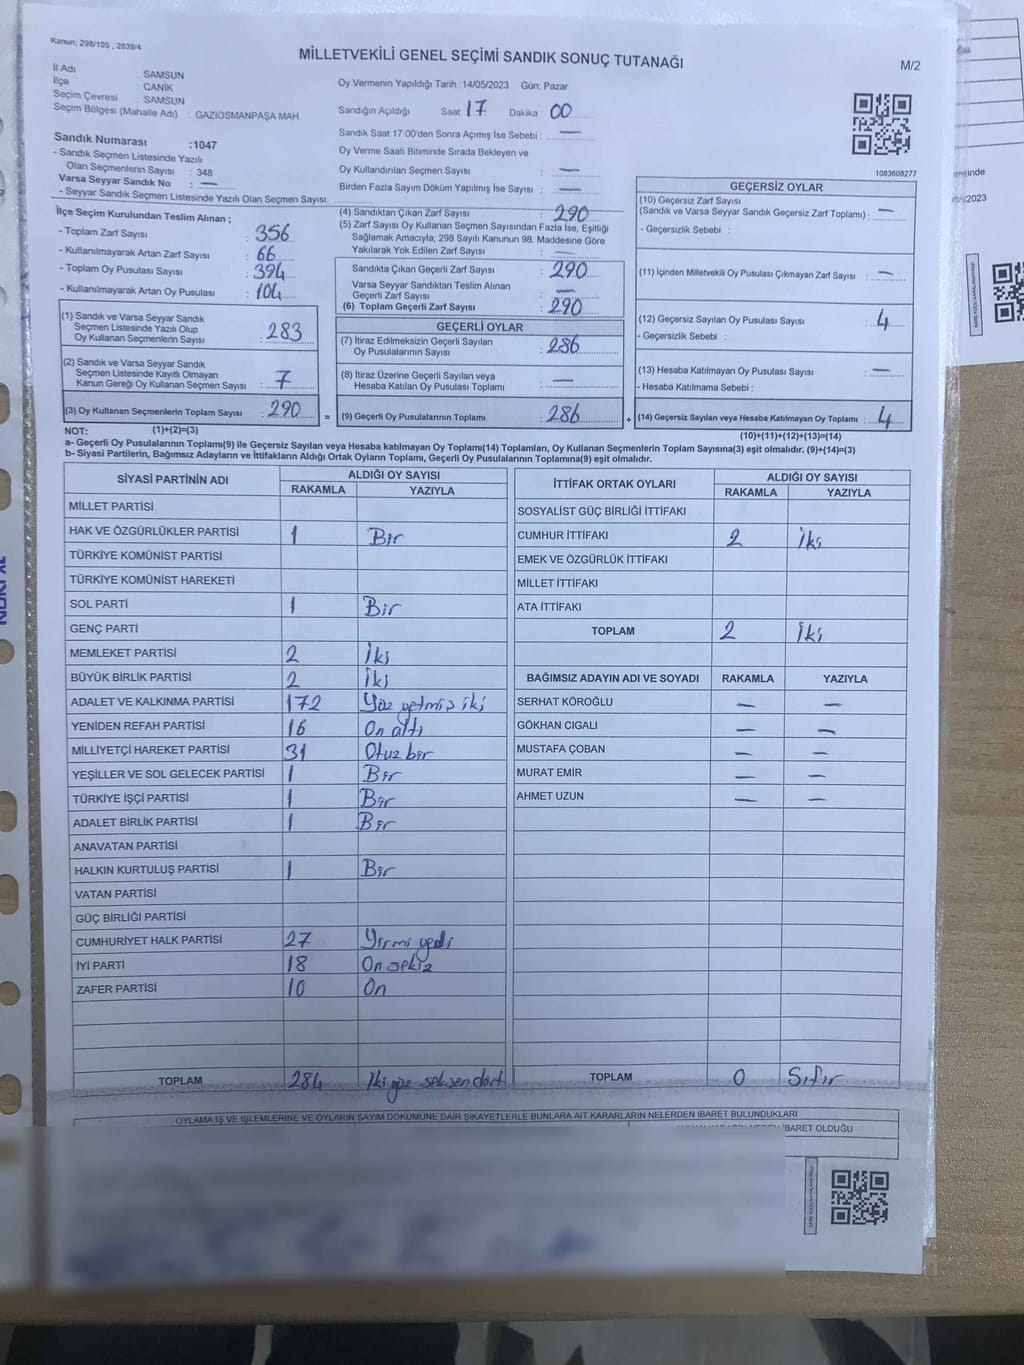 Kanun; 298/105 , 2839/4
MİLLETVEKİLİ GENEL SEÇİMİ SANDIK SONUÇ TUTANAĞI
M/2
İl Adı : SAMSUN
İlçe : CANİK
Seçim Çevresi : SAMSUN
Seçim Bölgesi (Mahalle Adı) : GAZİOSMANPAŞA MAH.
Oy Vermenin Yapıldığı Tarih :14/05/2023 Gün: Pazar
Sandığın Açıldığı Saat : 17 Dakika : 00
Sandık Saat 17:00'den Sonra Açımış İse Sebebi : —
Oy Verme Saati Bitiminde Sırada Bekleyen ve
Oy Kullandırılan Seçmen Sayısı : —
Birden Fazla Sayım Döküm Yapılmış İse Sayısı : —
1083608277
Sandık Numarası :1047
- Sandık Seçmen Listesinde Yazılı
Olan Seçmenlerin Sayısı : 348
Varsa Seyyar Sandık No : —
- Seyyar Sandık Seçmen Listesinde Yazılı Olan Seçmen Sayısı:
İlçe Seçim Kurulundan Teslim Alınan ;
- Toplam Zarf Sayısı : 356
- Kullanılmayarak Artan Zarf Sayısı : 66
- Toplam Oy Pusulası Sayısı : 394
- Kullanılmayarak Artan Oy Pusulası : 104
(1) Sandık ve Varsa Seyyar Sandık
Seçmen Listesinde Yazılı Olup
Oy Kullanan Seçmenlerin Sayısı : 283
(2) Sandık ve Varsa Seyyar Sandık
Seçmen Listesinde Kayıtlı Olmayan
Kanun Gereği Oy Kullanan Seçmen Sayısı : 7
(3) Oy Kullanan Seçmenlerin Toplam Sayısı : 290
(4) Sandıktan Çıkan Zarf Sayısı : 290
(5) Zarf Sayısı Oy Kullanan Seçmen Sayısından Fazla İse, Eşitliği
Sağlamak Amacıyla; 298 Sayılı Kanunun 98. Maddesine Göre
Yakılarak Yok Edilen Zarf Sayısı : —
Sandıkta Çıkan Geçerli Zarf Sayısı : 290
Varsa Seyyar Sandıktan Teslim Alınan
Geçerli Zarf Sayısı : —
(6) Toplam Geçerli Zarf Sayısı : 290
GEÇERLİ OYLAR
(7) İtiraz Edilmeksizin Geçerli Sayılan
Oy Pusulalarının Sayısı : 286
(8) İtiraz Üzerine Geçerli Sayılan veya
Hesaba Katılan Oy Pusulası Toplamı : —
= (9) Geçerli Oy Pusulalarının Toplamı : 286 +
GEÇERSİZ OYLAR
(10) Geçersiz Zarf Sayısı
(Sandık ve Varsa Seyyar Sandık Geçersiz Zarf Toplamı) : —
- Geçersizlik Sebebi :
(11) İçinden Milletvekili Oy Pusulası Çıkmayan Zarf Sayısı : —
(12) Geçersiz Sayılan Oy Pusulası Sayısı : 4
- Geçersizlik Sebebi :
(13) Hesaba Katılmayan Oy Pusulası Sayısı : —
- Hesaba Katılmama Sebebi :
(14) Geçersiz Sayılan veya Hesaba Katılmayan Oy Toplamı : 4
NOT: (1)+(2)=(3)
(10)+(11)+(12)+(13)=(14)
a- Geçerli Oy Pusulalarının Toplamı(9) ile Geçersiz Sayılan veya Hesaba katılmayan Oy Toplamı(14) Toplamları, Oy Kullanan Seçmenlerin Toplam Sayısına(3) eşit olmalıdır. (9)+(14)=(3)
b- Siyasi Partilerin, Bağımsız Adayların ve İttifakların Aldığı Ortak Oyların Toplamı, Geçerli Oy Pusulalarının Toplamına(9) eşit olmalıdır.
SİYASİ PARTİNİN ADI ALDIĞI OY SAYISI
RAKAMLA YAZIYLA
MİLLET PARTİSİ
HAK VE ÖZGÜRLÜKLER PARTİSİ 1 Bir
TÜRKİYE KOMÜNİST PARTİSİ
TÜRKİYE KOMÜNİST HAREKETİ
SOL PARTİ 1 Bir
GENÇ PARTİ
MEMLEKET PARTİSİ 2 İki
BÜYÜK BİRLİK PARTİSİ 2 İki
ADALET VE KALKINMA PARTİSİ 172 Yüz yetmiş iki
YENİDEN REFAH PARTİSİ 16 On altı
MİLLİYETÇİ HAREKET PARTİSİ 31 Otuz bir
YEŞİLLER VE SOL GELECEK PARTİSİ 1 Bir
TÜRKİYE İŞÇİ PARTİSİ 1 Bir
ADALET BİRLİK PARTİSİ 1 Bir
ANAVATAN PARTİSİ
HALKIN KURTULUŞ PARTİSİ 1 Bir
VATAN PARTİSİ
GÜÇ BİRLİĞİ PARTİSİ
CUMHURİYET HALK PARTİSİ 27 Yirmi yedi
İYİ PARTİ 18 On sekiz
ZAFER PARTİSİ 10 On
TOPLAM 284 İki yüz seksen dört
İTTİFAK ORTAK OYLARI ALDIĞI OY SAYISI
RAKAMLA YAZIYLA
SOSYALİST GÜÇ BİRLİĞİ İTTİFAKI
CUMHUR İTTİFAKI 2 İki
EMEK VE ÖZGÜRLÜK İTTİFAKI
MİLLET İTTİFAKI
ATA İTTİFAKI
TOPLAM 2 İki
BAĞIMSIZ ADAYIN ADI VE SOYADI RAKAMLA YAZIYLA
SERHAT KÖROĞLU — —
GÖKHAN CIGALI — —
MUSTAFA ÇOBAN — —
MURAT EMİR — —
AHMET UZUN — —
TOPLAM 0 Sıfır
OYLAMA İŞ VE İŞLEMLERİNE VE OYLARIN SAYIM DÖKÜMÜNE DAİR ŞİKAYETLERLE BUNLARA AİT KARARLARIN NELERDEN İBARET BULUNDUKLARI
İBARET OLDUĞU